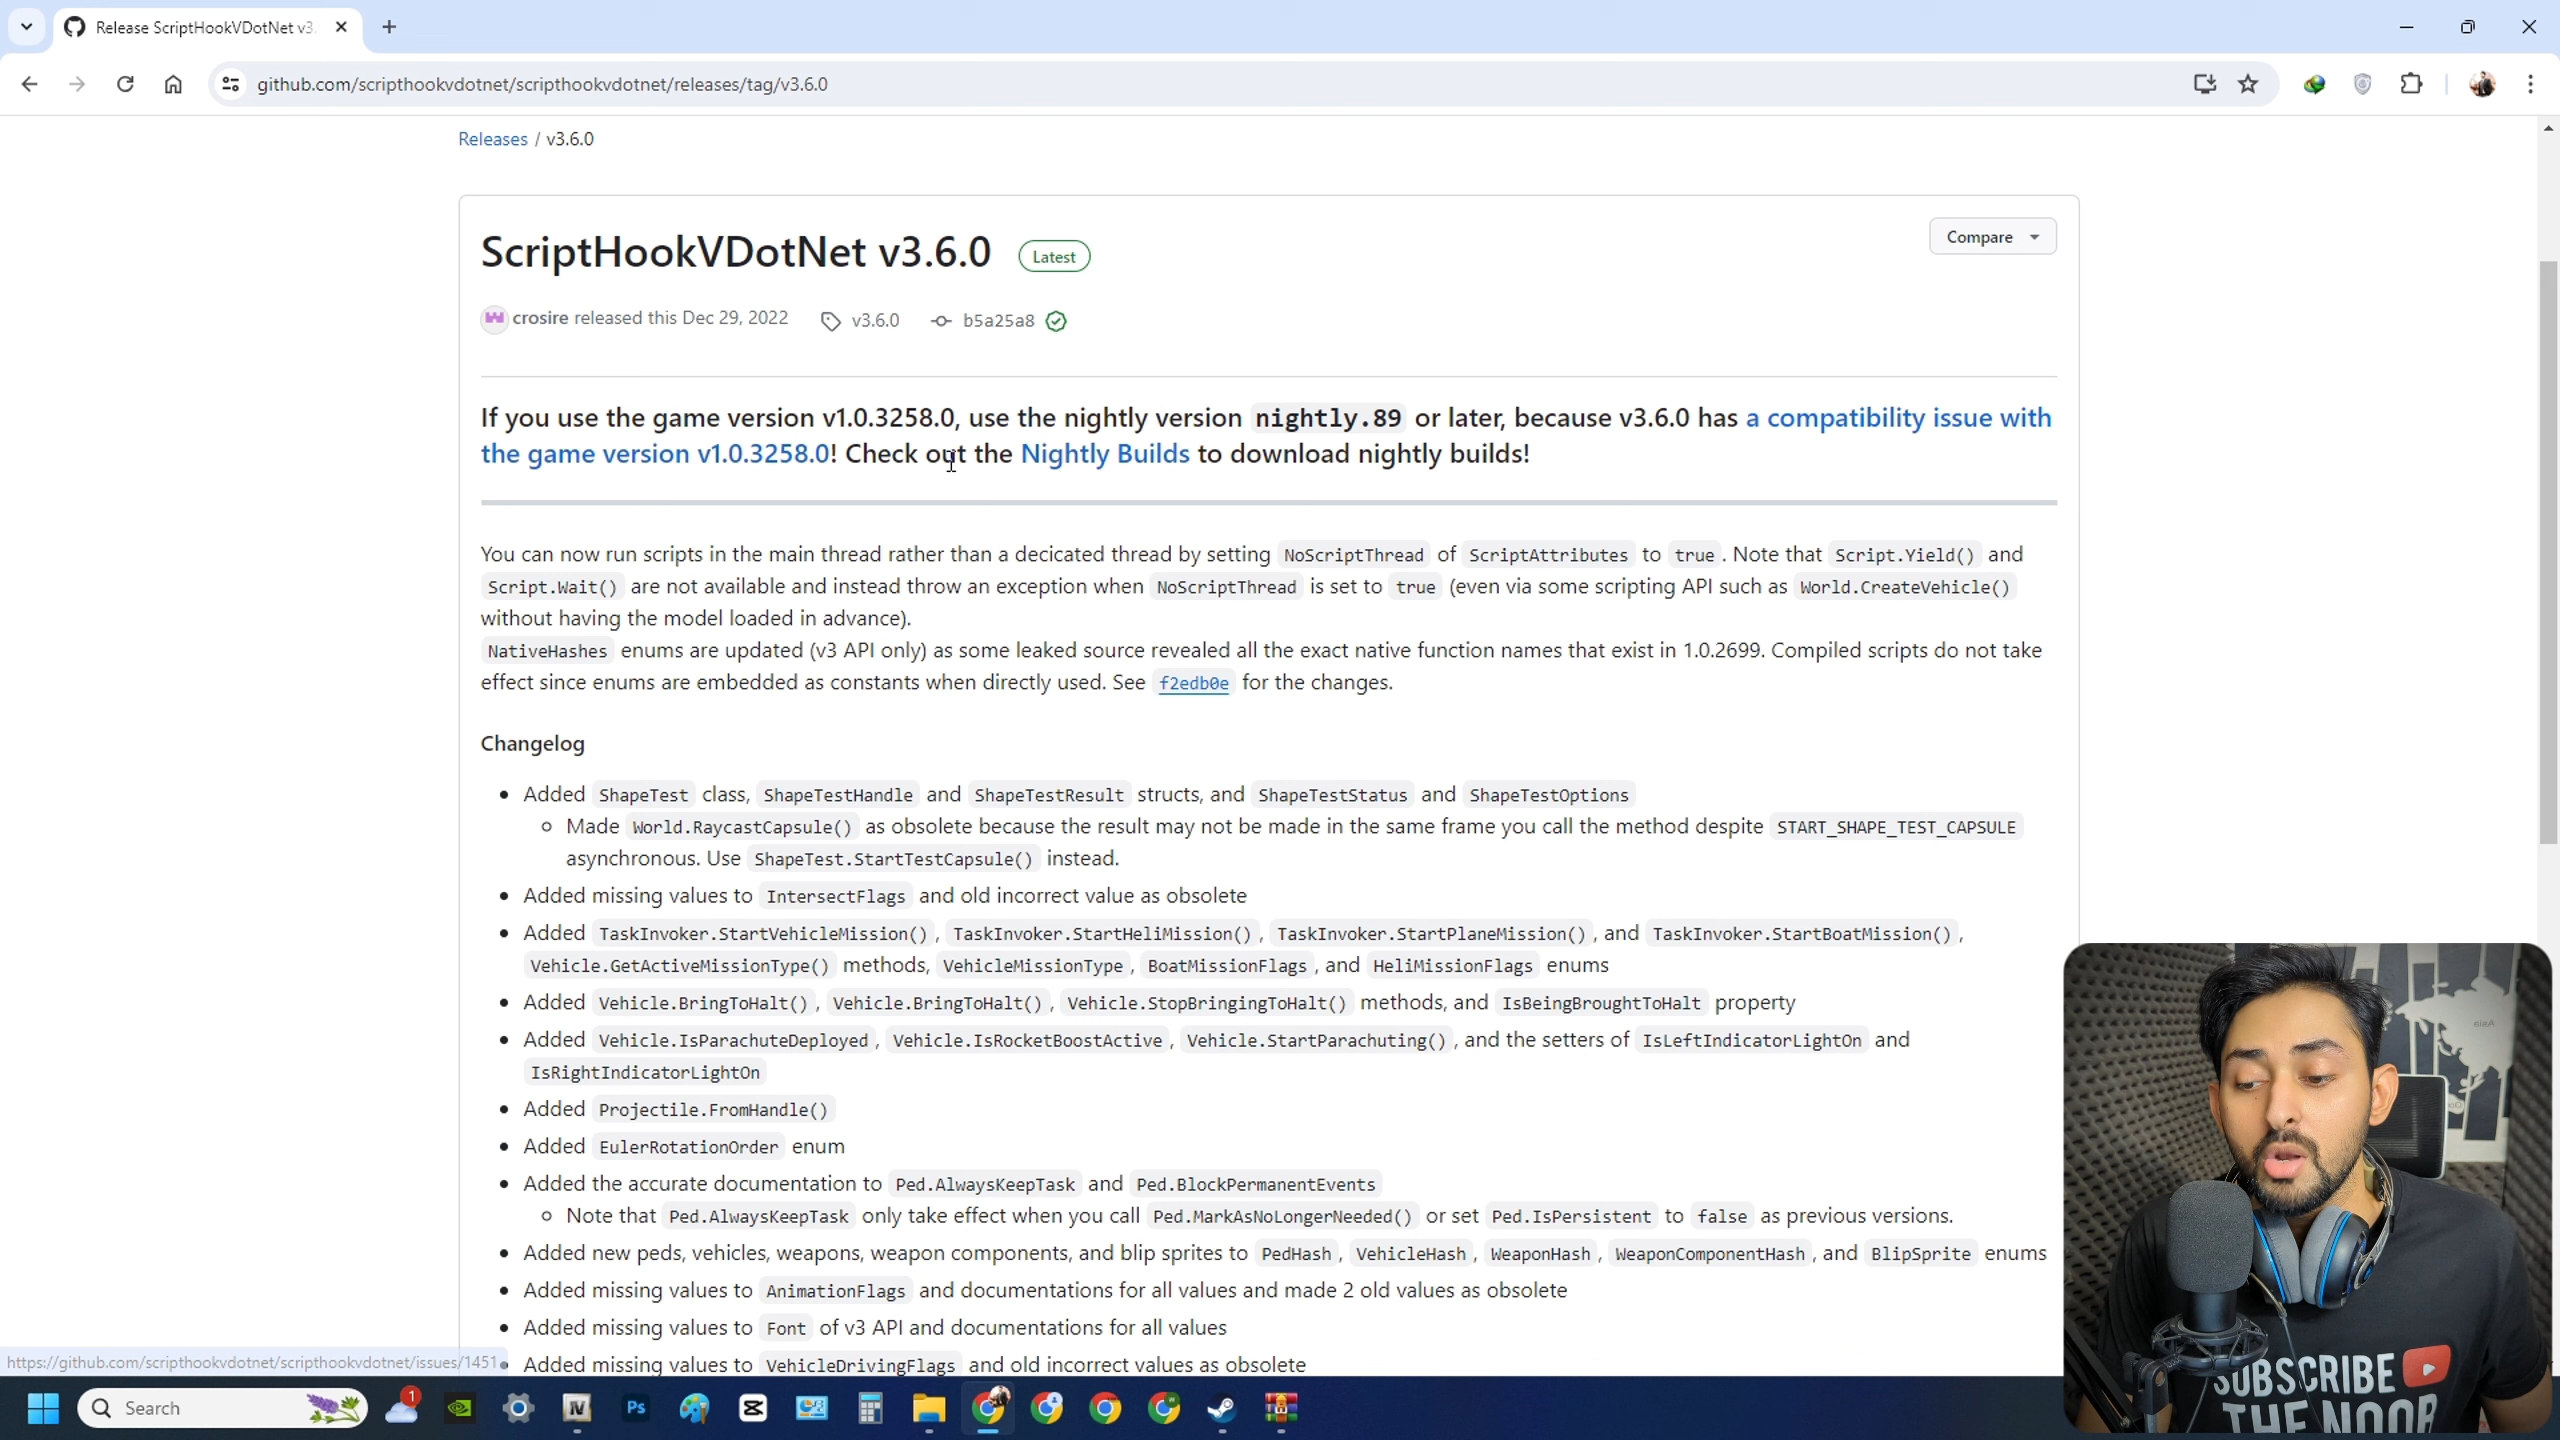 Release ScriptHookVDotNet v3.
github.com/scripthookvdotnet/scripthookvdotnet/releases/tag/v3.6.0
Releases / v3.6.0
ScriptHookVDotNet v3.6.0 Latest
Compare
crosire released this Dec 29, 2022 v3.6.0 b5a25a8
If you use the game version v1.0.3258.0, use the nightly version nightly.89 or later, because v3.6.0 has a compatibility issue with
the game version v1.0.3258.0! Check out the Nightly Builds to download nightly builds!
You can now run scripts in the main thread rather than a decicated thread by setting NoScriptThread of ScriptAttributes to true. Note that Script.Yield() and
Script.Wait() are not available and instead throw an exception when NoScriptThread is set to true (even via some scripting API such as World.CreateVehicle()
without having the model loaded in advance).
NativeHashes enums are updated (v3 API only) as some leaked source revealed all the exact native function names that exist in 1.0.2699. Compiled scripts do not take
effect since enums are embedded as constants when directly used. See f2edb0e for the changes.
Changelog
• Added ShapeTest class, ShapeTestHandle and ShapeTestResult structs, and ShapeTestStatus and ShapeTestOptions
◦ Made World.RaycastCapsule() as obsolete because the result may not be made in the same frame you call the method despite START_SHAPE_TEST_CAPSULE
asynchronous. Use ShapeTest.StartTestCapsule() instead.
• Added missing values to IntersectFlags and old incorrect value as obsolete
• Added TaskInvoker.StartVehicleMission(), TaskInvoker.StartHeliMission(), TaskInvoker.StartPlaneMission(), and TaskInvoker.StartBoatMission(),
Vehicle.GetActiveMissionType() methods, VehicleMissionType, BoatMissionFlags, and HeliMissionFlags enums
• Added Vehicle.BringToHalt(), Vehicle.BringToHalt(), Vehicle.StopBringingToHalt() methods, and IsBeingBroughtToHalt property
• Added Vehicle.IsParachuteDeployed, Vehicle.IsRocketBoostActive, Vehicle.StartParachuting(), and the setters of IsLeftIndicatorLightOn and
IsRightIndicatorLightOn
• Added Projectile.FromHandle()
• Added EulerRotationOrder enum
• Added the accurate documentation to Ped.AlwaysKeepTask and Ped.BlockPermanentEvents
◦ Note that Ped.AlwaysKeepTask only take effect when you call Ped.MarkAsNoLongerNeeded() or set Ped.IsPersistent to false as previous versions.
• Added new peds, vehicles, weapons, weapon components, and blip sprites to PedHash, VehicleHash, WeaponHash, WeaponComponentHash, and BlipSprite enums
• Added missing values to AnimationFlags and documentations for all values and made 2 old values as obsolete
• Added missing values to Font of v3 API and documentations for all values
• Added missing values to VehicleDrivingFlags and old incorrect values as obsolete
https://github.com/scripthookvdotnet/scripthookvdotnet/issues/1451
SUBSCRIBE
THE NOOB
Search
1
IV
Ps